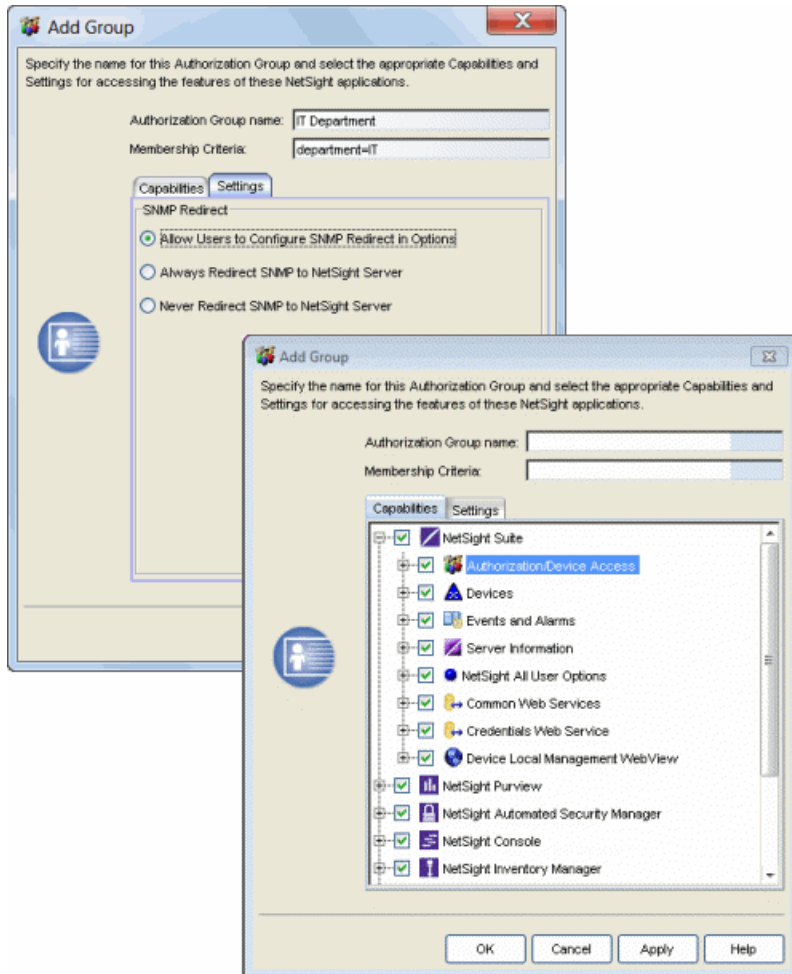 Add Group
Specify the name for this Authorization Group and select the appropriate Capabilities and
Settings for accessing the features of these NetSight applications.
Authorization Group name: IT Department
Membership Criteria: department=IT
Capabilities Settings
SNMP Redirect
Allow Users to Configure SNMP Redirect in Options
Always Redirect SNMP to NetSight Server
Never Redirect SNMP to NetSight Server
Add Group
Specify the name for this Authorization Group and select the appropriate Capabilities and
Settings for accessing the features of these NetSight applications.
Authorization Group name:
Membership Criteria:
Capabilities Settings
NetSight Suite
Authorization/Device Access
Devices
Events and Alarms
Server Information
NetSight All User Options
Common Web Services
Credentials Web Service
Device Local Management WebView
NetSight Purview
NetSight Automated Security Manager
NetSight Console
NetSight Inventory Manager
OK Cancel Apply Help